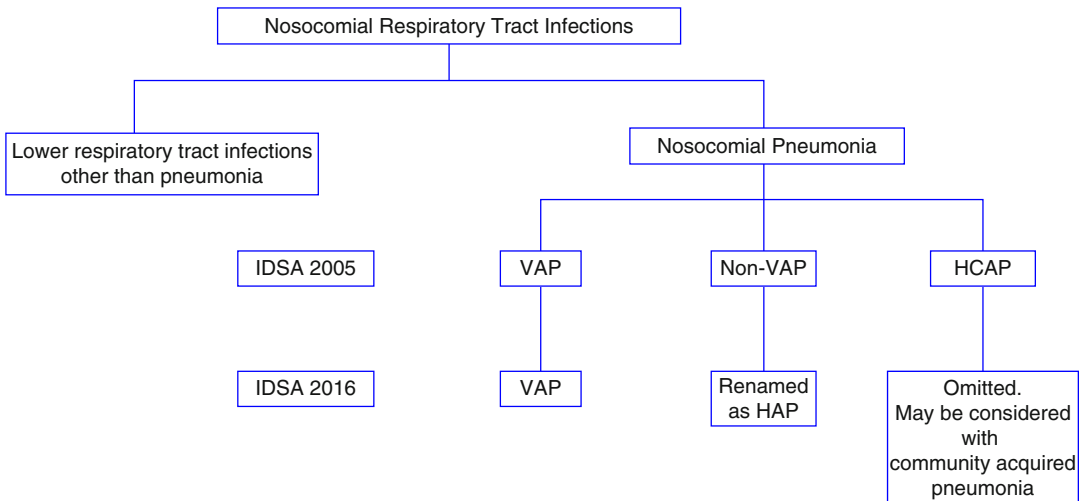 Nosocomial Respiratory Tract Infections
Lower respiratory tract infections
other than pneumonia
Nosocomial Pneumonia
IDSA 2005
VAP
Non-VAP
HCAP
IDSA 2016
VAP
Renamed
as HAP
Omitted.
May be considered
with
community acquired
pneumonia